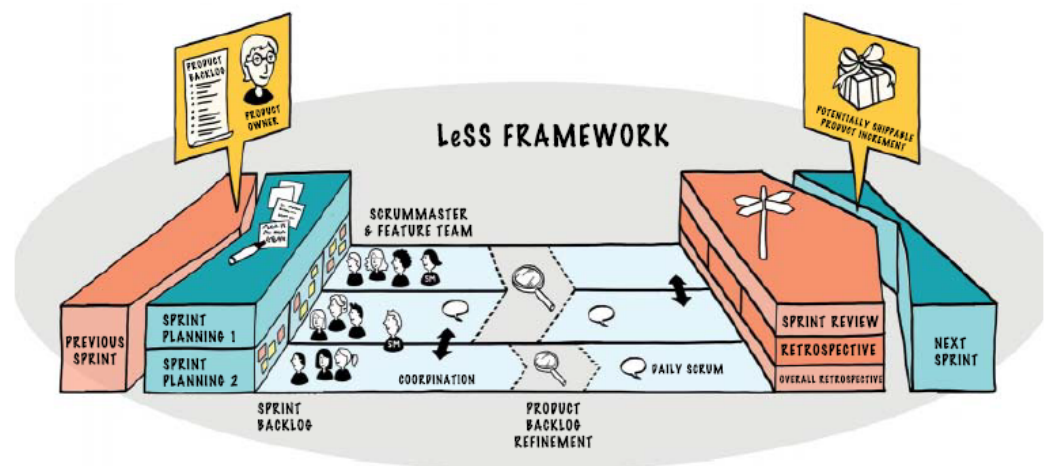 PRODUCT
BACKLOG
PRODUCT
OWNER
POTENTIALLY SHIPPABLE
PRODUCT INCREMENT
LeSS FRAMEWORK
SCRUMMASTER
& FEATURE TEAM
SM
SM
PREVIOUS
SPRINT
SPRINT
PLANNING 1
SPRINT
PLANNING 2
COORDINATION
DAILY SCRUM
SPRINT
BACKLOG
PRODUCT
BACKLOG
REFINEMENT
SPRINT REVIEW
RETROSPECTIVE
OVERALL RETROSPECTIVE
NEXT
SPRINT